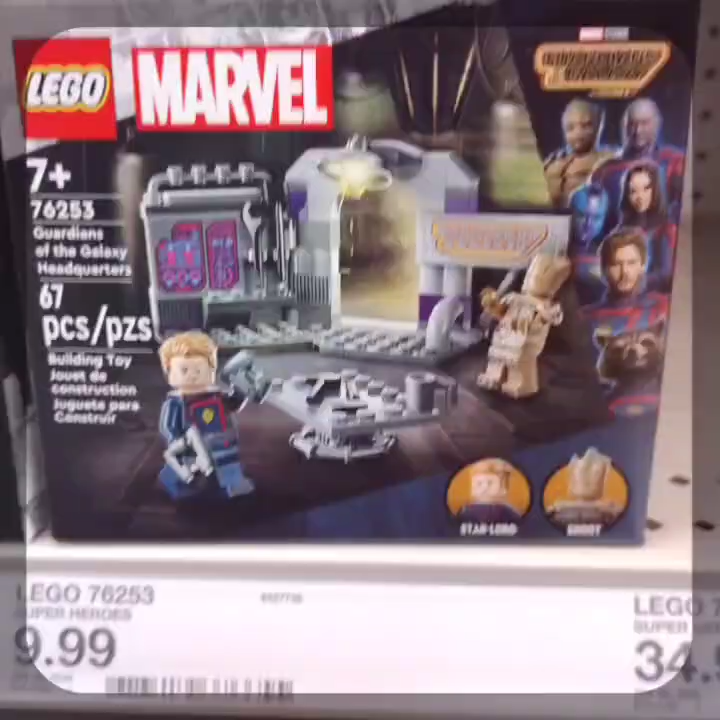 LEGO
MARVEL
7+
76253
Guardians
of the Galaxy
Headquarters
67
pcs/pzs
Building Toy
Jouet de
construction
Juguete para
Construir
STAR-LORD
GROOT
LEGO 76253
SUPER HEROES
9.99
LEGO 7
SUPER
34.